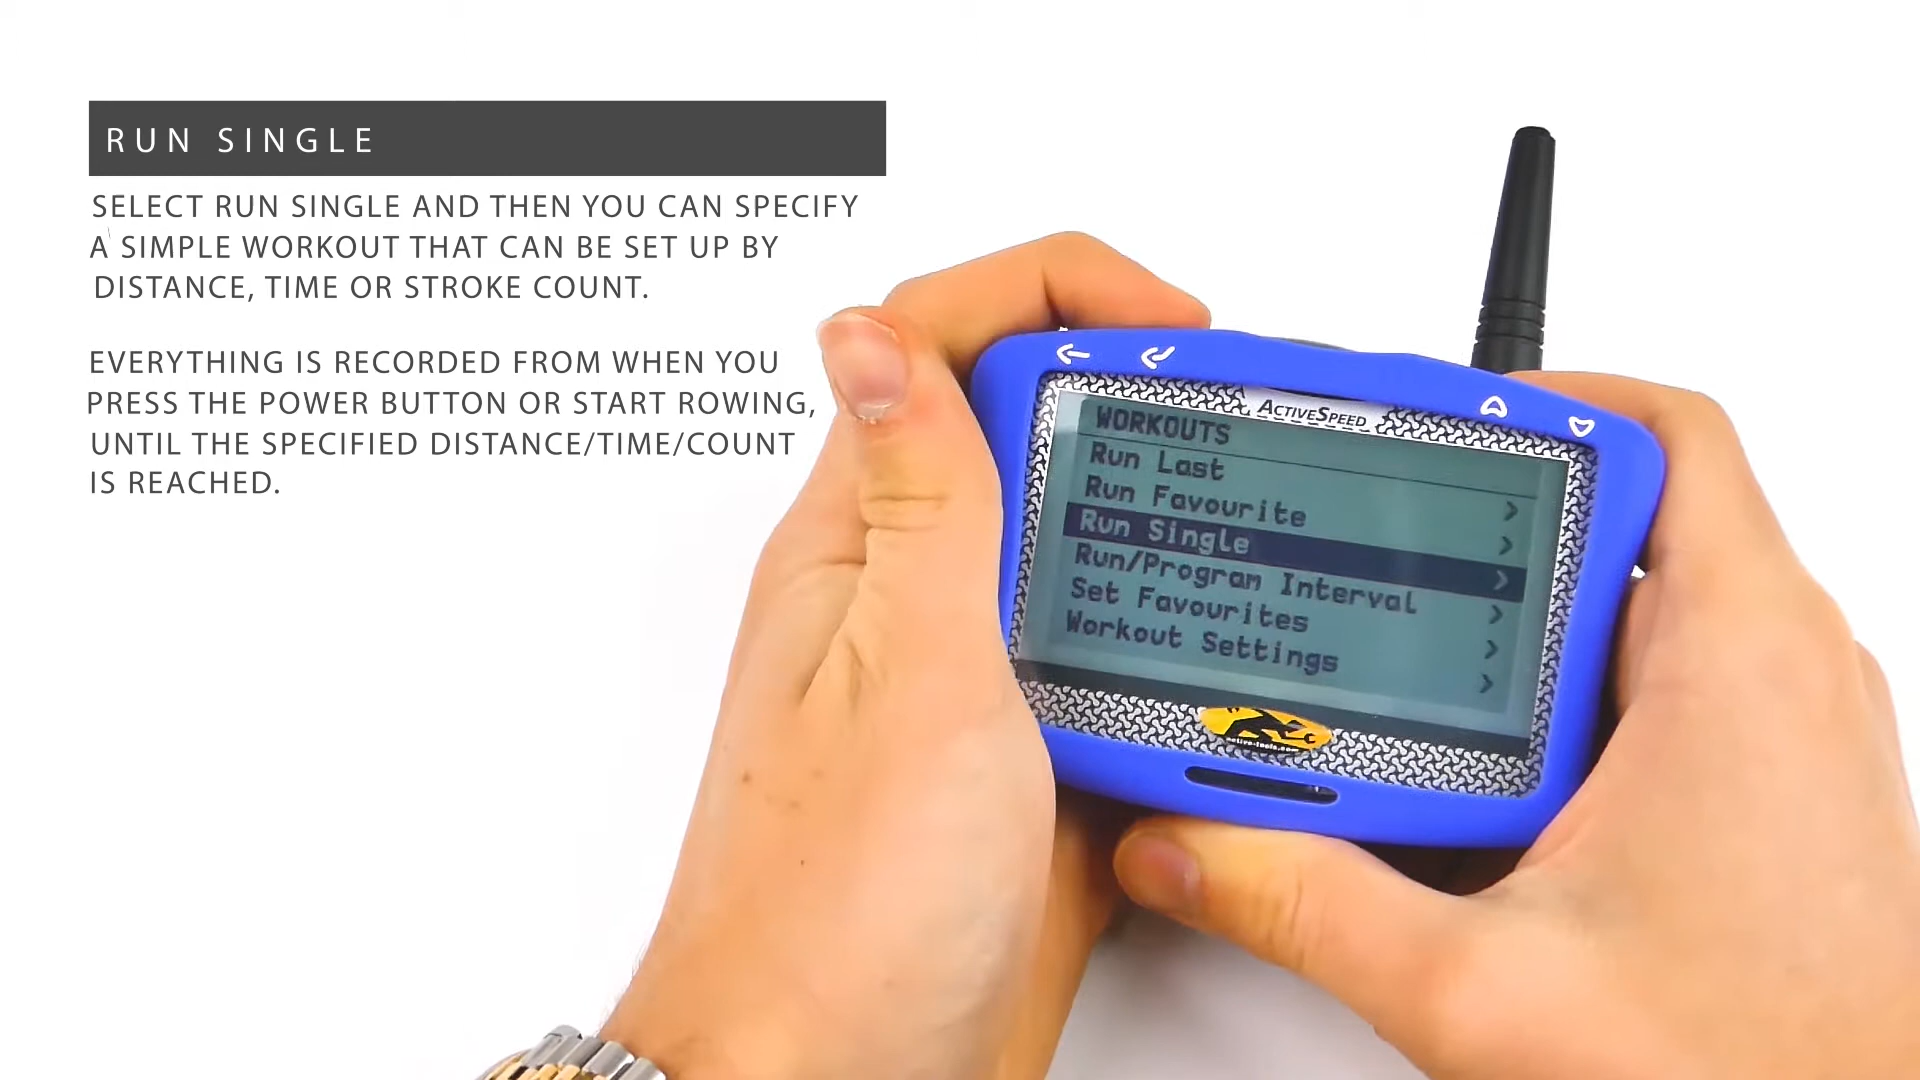 RUN SINGLE
SELECT RUN SINGLE AND THEN YOU CAN SPECIFY
A SIMPLE WORKOUT THAT CAN BE SET UP BY
DISTANCE, TIME OR STROKE COUNT.
EVERYTHING IS RECORDED FROM WHEN YOU
PRESS THE POWER BUTTON OR START ROWING,
UNTIL THE SPECIFIED DISTANCE/TIME/COUNT
IS REACHED.
ACTIVESPEED
WORKOUTS
Run Last
Run Favourite >
Run Single >
Run/Program Interval >
Set Favourites >
Workout Settings >
>
active-tools.com